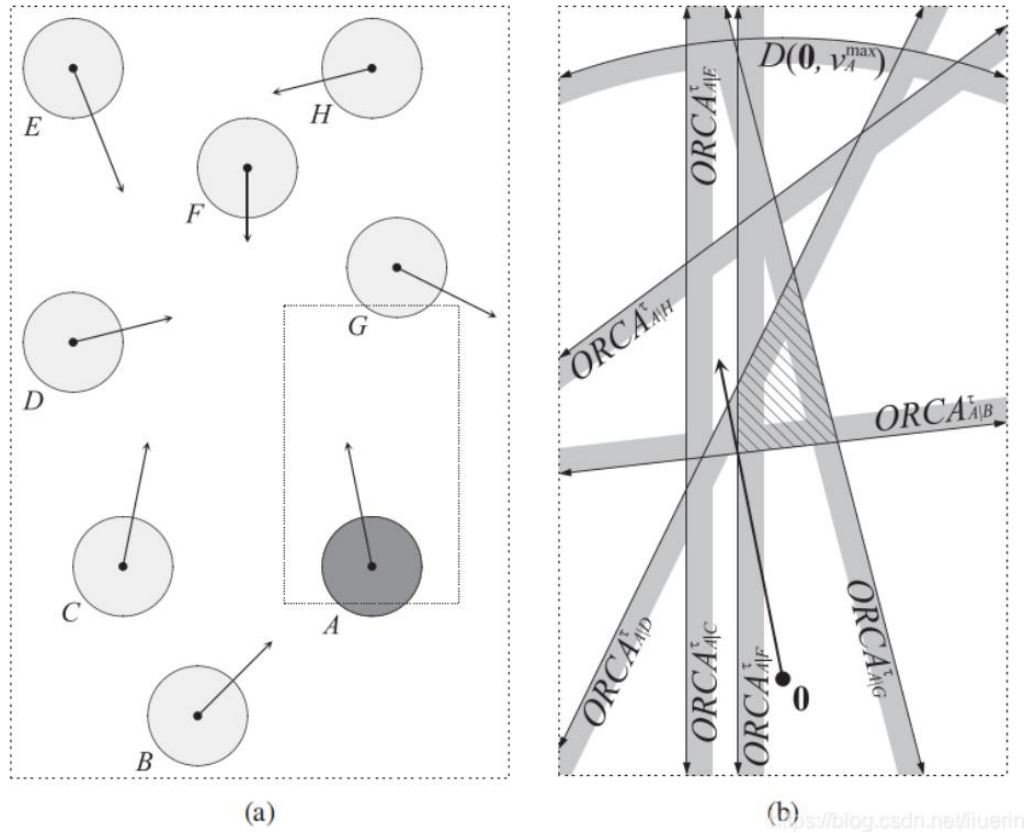 E
H
F
G
D
C
A
B
(a)
D(0, v_A^max)
ORCA^τ_A|E
ORCA^τ_A|H
ORCA^τ_A|B
ORCA^τ_A|D
ORCA^τ_A|C
ORCA^τ_A|F
ORCA^τ_A|G
0
(b)
https://blog.csdn.net/liuerin